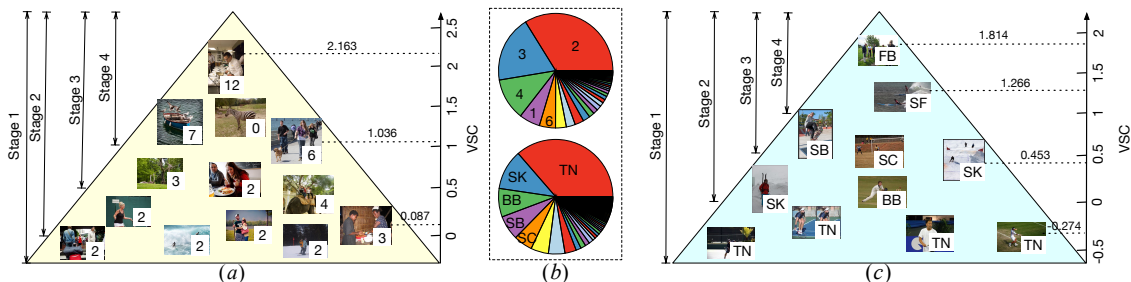 Stage 1
Stage 2
Stage 3
Stage 4
2.163
12
7
0
6
1.036
3
2
4
2
2
3
0.087
2
2
2
2.5
2
1.5
1
0.5
0
VSC
(a)
2
3
4
1
6
TN
SK
BB
SB
SC
(b)
Stage 1
Stage 2
Stage 3
Stage 4
1.814
FB
1.266
SF
SB
SC
SK
0.453
SK
BB
TN
TN
TN
-0.274
TN
2
1.5
1
0.5
0
-0.5
VSC
(c)